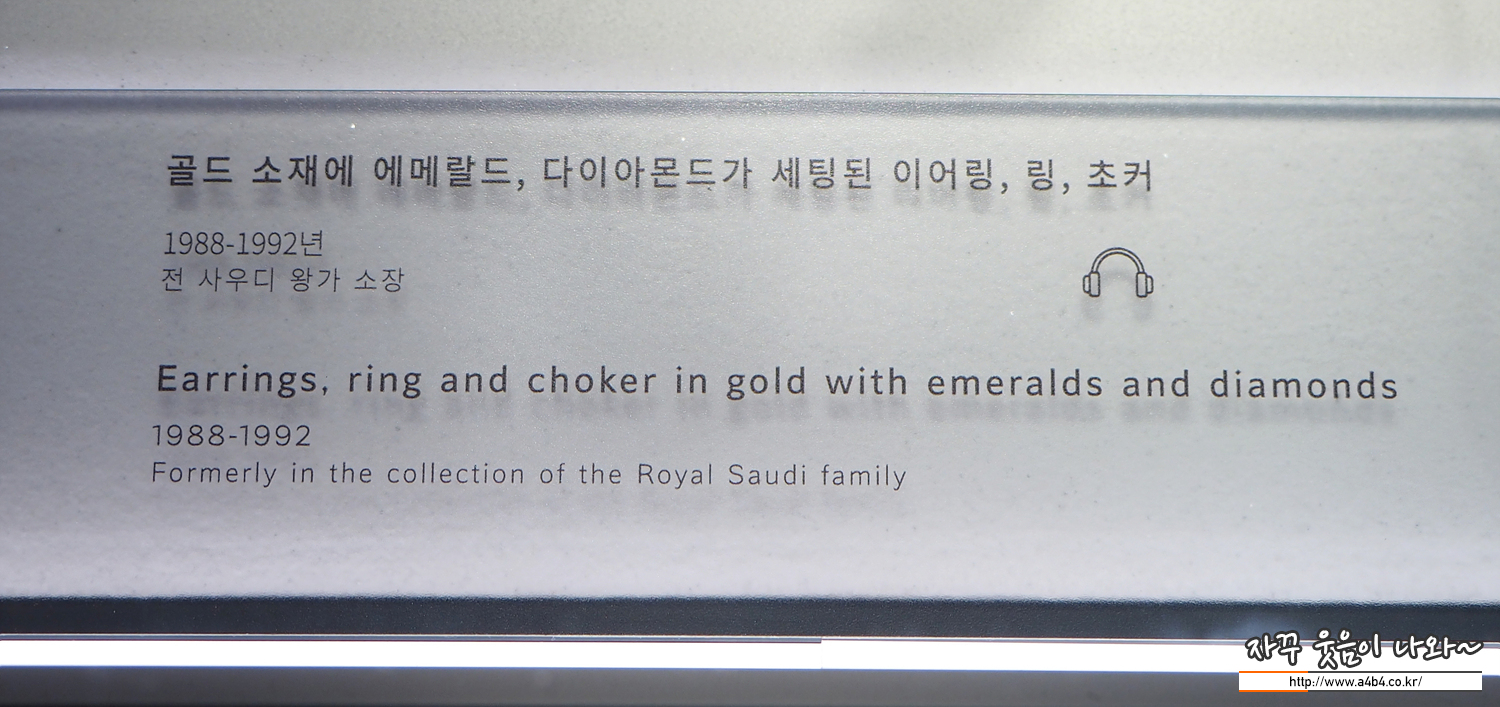 골드 소재에 에메랄드, 다이아몬드가 세팅된 이어링, 링, 초커
1988-1992년
전 사우디 왕가 소장
Earrings, ring and choker in gold with emeralds and diamonds
1988-1992
Formerly in the collection of the Royal Saudi family
자꾸 웃음이 나와~
http://www.a4b4.co.kr/